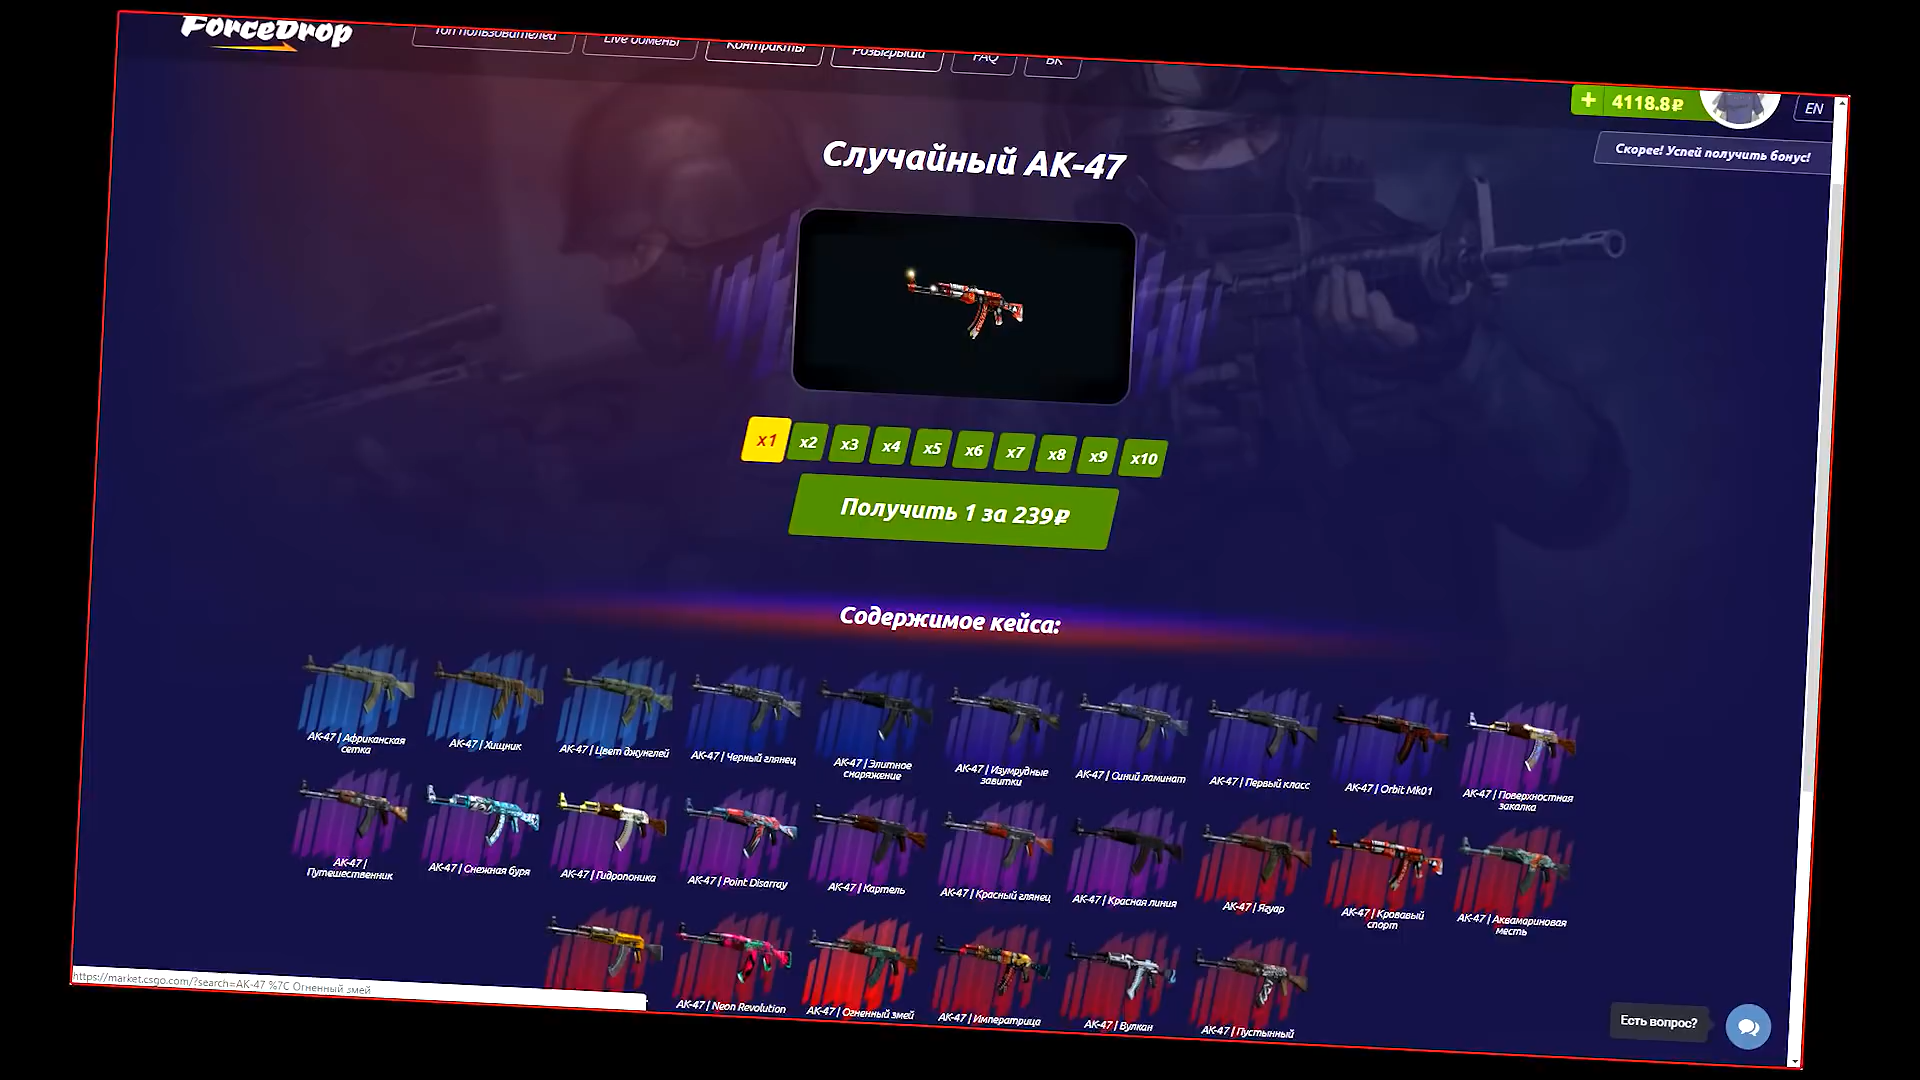 ForceDrop
Топ пользователей
Live обмены
Контракты
Розыгрыши
FAQ
ВК
+ 4118.8₽
EN
Скорее! Успей получить бонус!
Случайный AK-47
x1 x2 x3 x4 x5 x6 x7 x8 x9 x10
Получить 1 за 239₽
Содержимое кейса:
AK-47 | Африканская
сетка
AK-47 | Хищник
AK-47 | Цвет джунглей
AK-47 | Черный глянец
AK-47 | Элитное
снаряжение
AK-47 | Изумрудные
завитки
AK-47 | Синий ламинат
AK-47 | Первый класс
AK-47 | Orbit Mk01
AK-47 | Поверхностная
закалка
AK-47 |
Путешественник
AK-47 | Снежная буря
AK-47 | Гидропоника
AK-47 | Point Disarray
AK-47 | Картель
AK-47 | Красный глянец
AK-47 | Красная линия
AK-47 | Ягуар
AK-47 | Кровавый
спорт
AK-47 | Аквамариновая
месть
AK-47 | Neon Revolution
AK-47 | Огненный змей
AK-47 | Императрица
AK-47 | Вулкан
AK-47 | Пустынный
https://market.csgo.com/?search=AK-47 %7C Огненный змей
Есть вопрос?